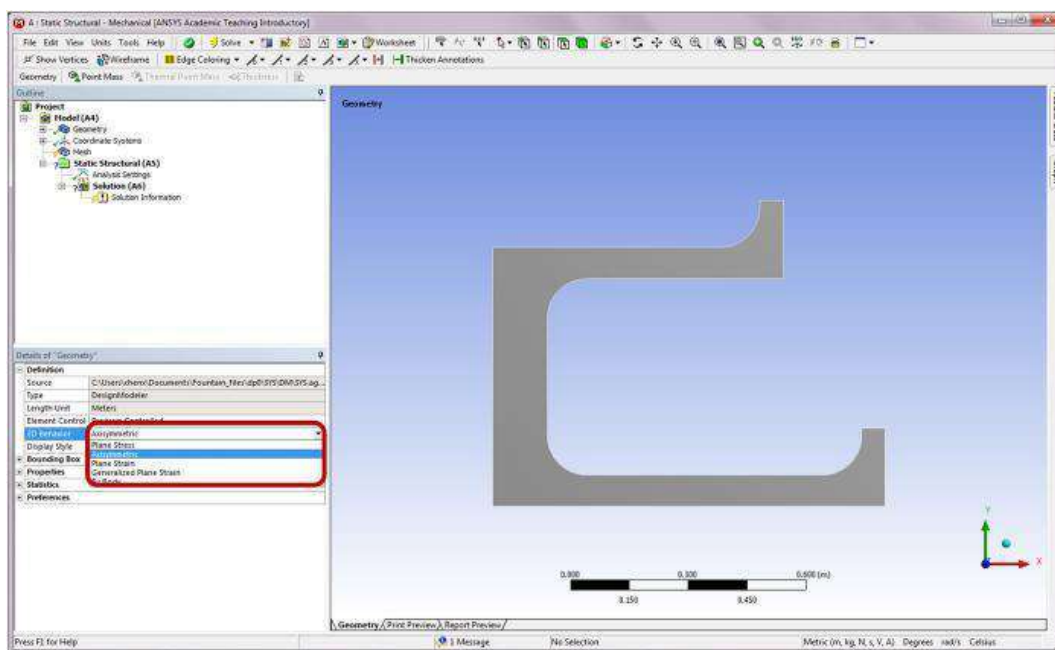 A : Static Structural - Mechanical [ANSYS Academic Teaching Introductory]
File Edit View Units Tools Help Solve Worksheet
Show Vertices Wireframe Edge Coloring Thicken Annotations
Geometry Point Mass Thermal Point Mass Thickness
Outline
Project
Model (A4)
Geometry
Coordinate Systems
Mesh
Static Structural (A5)
Analysis Settings
Solution (A6)
Solution Information
Geometry
Details of "Geometry"
Definition
Source C:\Users\
Type DesignModeler
Length Unit Meters
Element Control Program Controlled
2D Behavior Axisymmetric
Display Style Plane Stress
Axisymmetric
Bounding Box Plane Strain
Properties Generalized Plane Strain
Statistics By Body
Preferences
Y
X
0.000 0.300 0.600 (m)
0.150 0.450
Geometry Print Preview Report Preview
Press F1 for Help 1 Message No Selection Metric (m, kg, N, s, V, A) Degrees rad/s Celsius